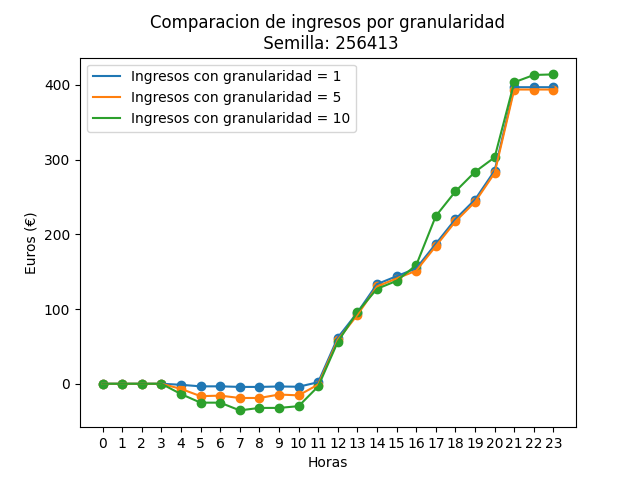 Comparacion de ingresos por granularidad
Semilla: 256413
Ingresos con granularidad = 1
Ingresos con granularidad = 5
Ingresos con granularidad = 10
Euros (€)
400
300
200
100
0
0 1 2 3 4 5 6 7 8 9 10 11 12 13 14 15 16 17 18 19 20 21 22 23
Horas